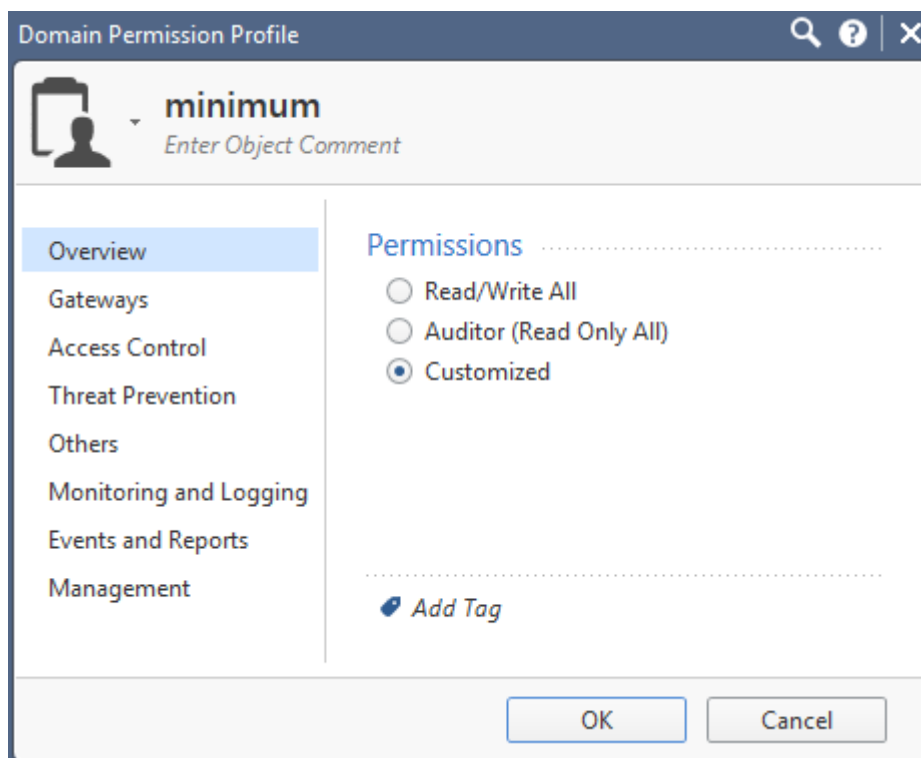 Domain Permission Profile
minimum
Enter Object Comment
Overview
Gateways
Access Control
Threat Prevention
Others
Monitoring and Logging
Events and Reports
Management
Permissions
Read/Write All
Auditor (Read Only All)
Customized
Add Tag
OK
Cancel